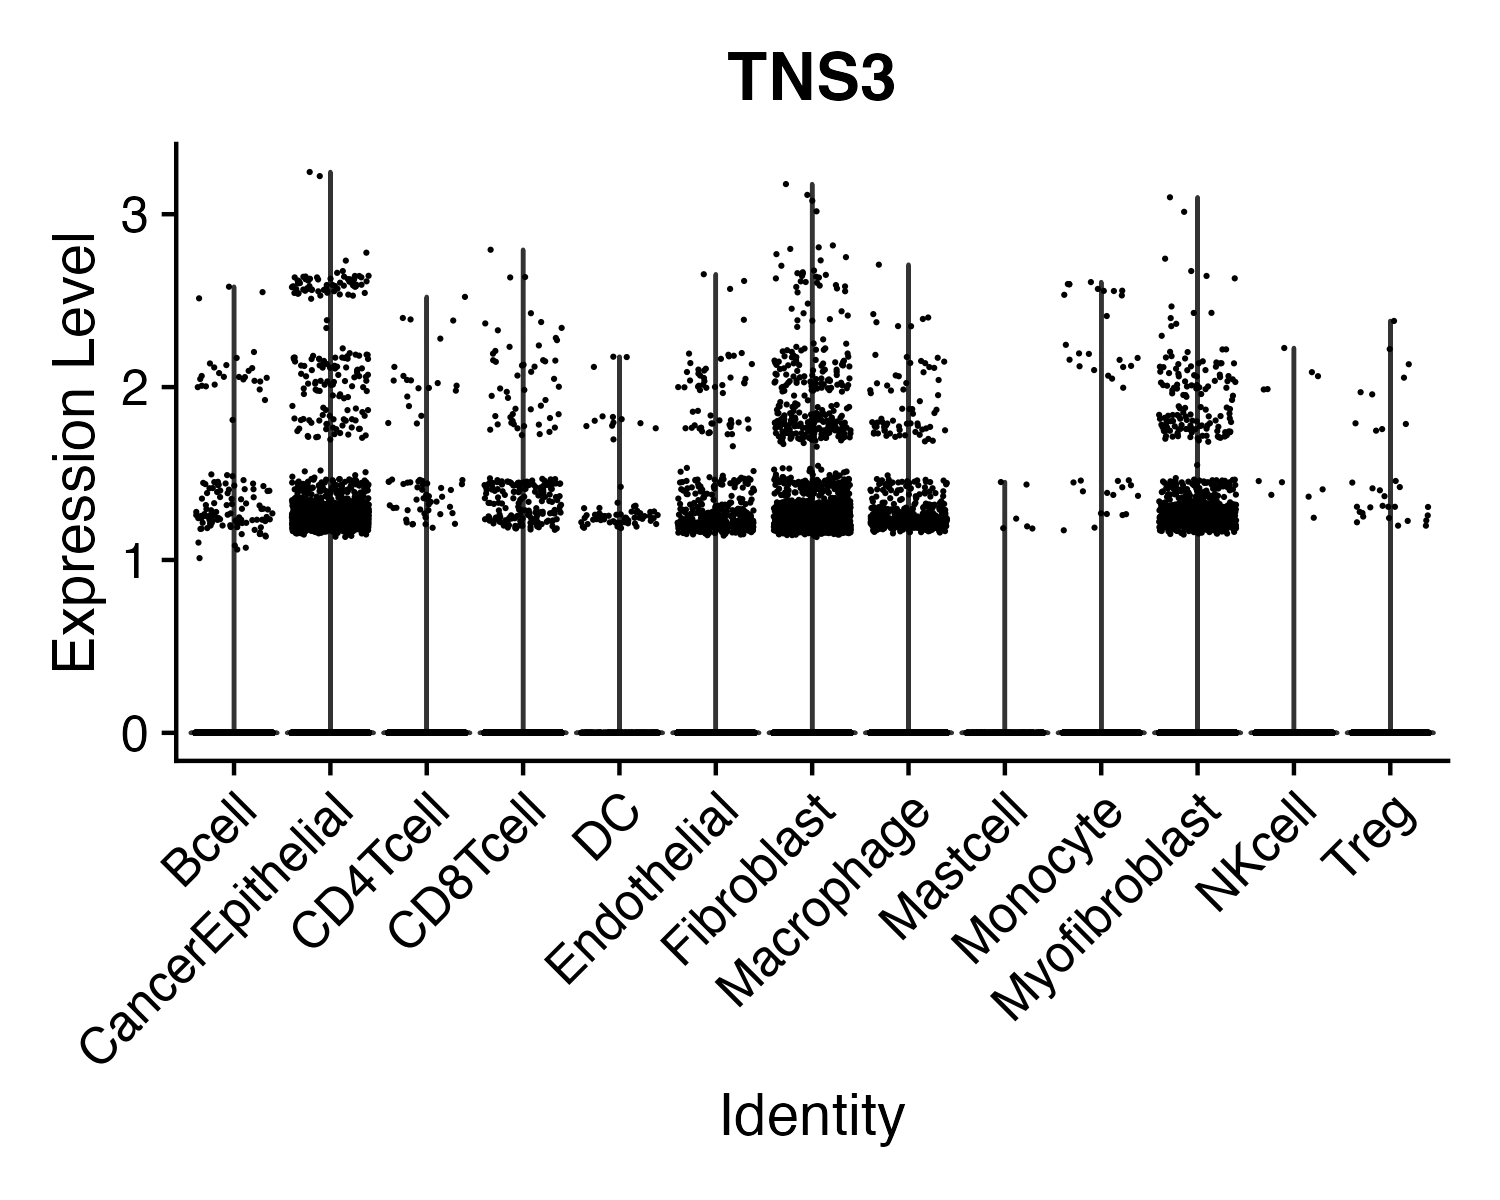 TNS3
Expression Level
3
2
1
0
Bcell
CancerEpithelial
CD4Tcell
CD8Tcell
DC
Endothelial
Fibroblast
Macrophage
Mastcell
Monocyte
Myofibroblast
NKcell
Treg
Identity